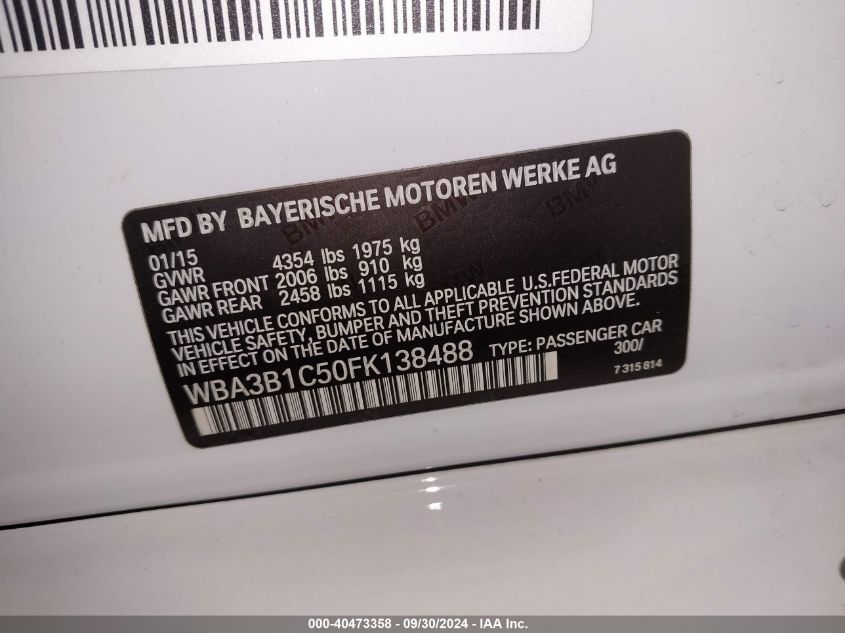 MFD BY BAYERISCHE MOTOREN WERKE AG
01/15
GVWR 4354 lbs 1975 kg
GAWR FRONT 2006 lbs 910 kg
GAWR REAR 2458 lbs 1115 kg
THIS VEHICLE CONFORMS TO ALL APPLICABLE U.S.FEDERAL MOTOR
VEHICLE SAFETY, BUMPER AND THEFT PREVENTION STANDARDS
IN EFFECT ON THE DATE OF MANUFACTURE SHOWN ABOVE.
WBA3B1C50FK138488 TYPE: PASSENGER CAR
300/
7 315 814
000-40473358 - 09/30/2024 - IAA Inc.